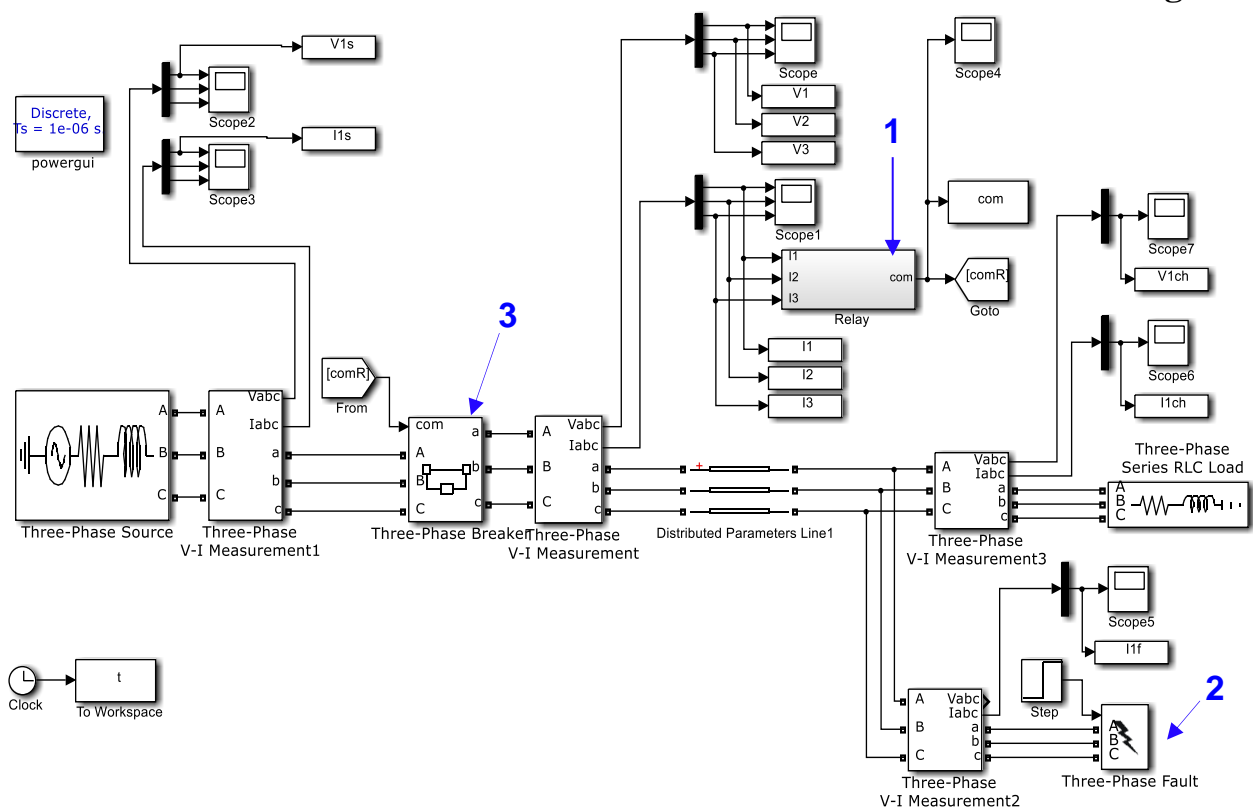 g
V1s
Scope2
I1s
Scope3
Discrete,
Ts = 1e-06 s
powergui
Scope
V1
V2
V3
Scope4
1
Scope1
I1
I2
I3
com
Relay
com
[comR]
Goto
I1
I2
I3
Scope7
V1ch
Scope6
I1ch
3
[comR]
From
A
B
C
Three-Phase Source
A
B
C
Vabc
Iabc
a
b
c
Three-Phase
V-I Measurement1
com
A
B
C
a
b
c
Three-Phase Breaker
A
B
C
Vabc
Iabc
a
b
c
Three-Phase
V-I Measurement
+
Distributed Parameters Line1
A
B
C
Vabc
Iabc
a
b
c
Three-Phase
V-I Measurement3
Three-Phase
Series RLC Load
A
B
C
Scope5
I1f
Step
2
A
B
C
Vabc
Iabc
a
b
c
Three-Phase
V-I Measurement2
A
B
C
Three-Phase Fault
Clock
t
To Workspace